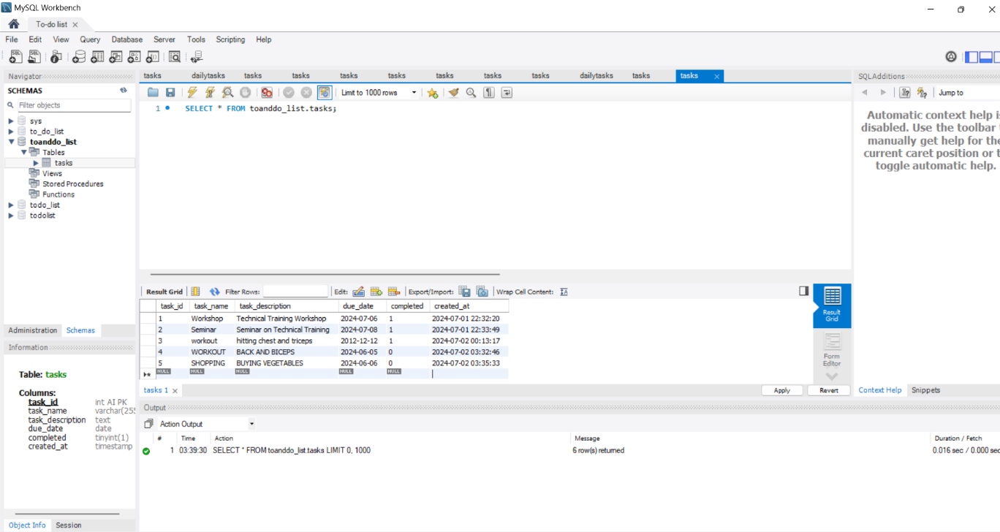 MySQL Workbench
To-do list
File Edit View Query Database Server Tools Scripting Help
Navigator
SCHEMAS
Filter objects
sys
to_do_list
toanddo_list
Tables
tasks
Views
Stored Procedures
Functions
todo_list
todolist
Administration Schemas
Information
Table: tasks
Columns:
task_id int AI PK
task_name varchar(255
task_description text
due_date date
completed tinyint(1)
created_at timestamp
Object Info Session
tasks dailytasks tasks tasks tasks tasks tasks tasks tasks dailytasks tasks tasks
Limit to 1000 rows
1 SELECT * FROM toanddo_list.tasks;
Result Grid Filter Rows: Edit: Export/Import: Wrap Cell Content:
task_id task_name task_description due_date completed created_at
1 Workshop Technical Training Workshop 2024-07-06 1 2024-07-01 22:32:20
2 Seminar Seminar on Technical Training 2024-07-08 1 2024-07-01 22:33:49
3 workout hitting chest and triceps 2012-12-12 1 2024-07-02 00:13:17
4 WORKOUT BACK AND BICEPS 2024-06-05 0 2024-07-02 03:32:46
5 SHOPPING BUYING VEGETABLES 2024-06-06 0 2024-07-02 03:35:33
NULL NULL NULL NULL NULL
Result
Grid
Form
Editor
tasks 1 Apply Revert
Output
Action Output
# Time Action Message Duration / Fetch
1 03:39:30 SELECT * FROM toanddo_list.tasks LIMIT 0, 1000 6 row(s) returned 0.016 sec / 0.000 sec
SQLAdditions
Jump to
Automatic context help is
disabled. Use the toolbar t
manually get help for the
current caret position or t
toggle automatic help.
Context Help Snippets